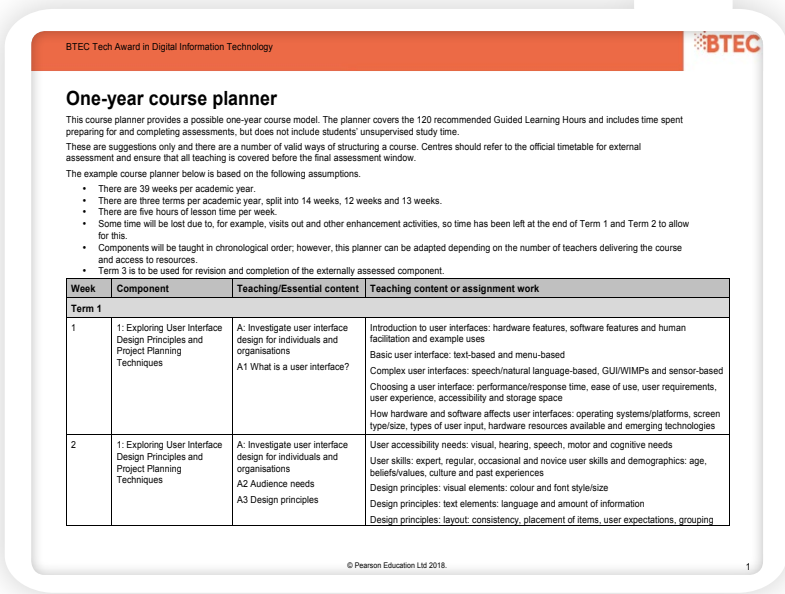 BTEC Tech Award in Digital Information Technology
BTEC
One-year course planner
This course planner provides a possible one-year course model. The planner covers the 120 recommended Guided Learning Hours and includes time spent
preparing for and completing assessments, but does not include students' unsupervised study time.
These are suggestions only and there are a number of valid ways of structuring a course. Centres should refer to the official timetable for external
assessment and ensure that all teaching is covered before the final assessment window.
The example course planner below is based on the following assumptions.
• There are 39 weeks per academic year.
• There are three terms per academic year, split into 14 weeks, 12 weeks and 13 weeks.
• There are five hours of lesson time per week.
• Some time will be lost due to, for example, visits out and other enhancement activities, so time has been left at the end of Term 1 and Term 2 to allow
for this.
• Components will be taught in chronological order; however, this planner can be adapted depending on the number of teachers delivering the course
and access to resources.
• Term 3 is to be used for revision and completion of the externally assessed component.
Week Component Teaching/Essential content Teaching content or assignment work
Term 1
1
1: Exploring User Interface
Design Principles and
Project Planning
Techniques
A: Investigate user interface
design for individuals and
organisations
A1 What is a user interface?
Introduction to user interfaces: hardware features, software features and human
facilitation and example uses
Basic user interface: text-based and menu-based
Complex user interfaces: speech/natural language-based, GUI/WIMPs and sensor-based
Choosing a user interface: performance/response time, ease of use, user requirements,
user experience, accessibility and storage space
How hardware and software affects user interfaces: operating systems/platforms, screen
type/size, types of user input, hardware resources available and emerging technologies
2
1: Exploring User Interface
Design Principles and
Project Planning
Techniques
A: Investigate user interface
design for individuals and
organisations
A2 Audience needs
A3 Design principles
User accessibility needs: visual, hearing, speech, motor and cognitive needs
User skills: expert, regular, occasional and novice user skills and demographics: age,
beliefs/values, culture and past experiences
Design principles: visual elements: colour and font style/size
Design principles: text elements: language and amount of information
Design principles: layout: consistency, placement of items, user expectations, grouping
© Pearson Education Ltd 2018.
1